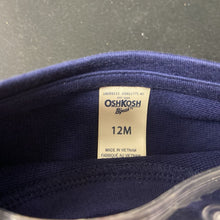 OSHKOSH
B'gosh
12M
MADE IN VIETNAM
FABRIQUÉ AU VIETNAM